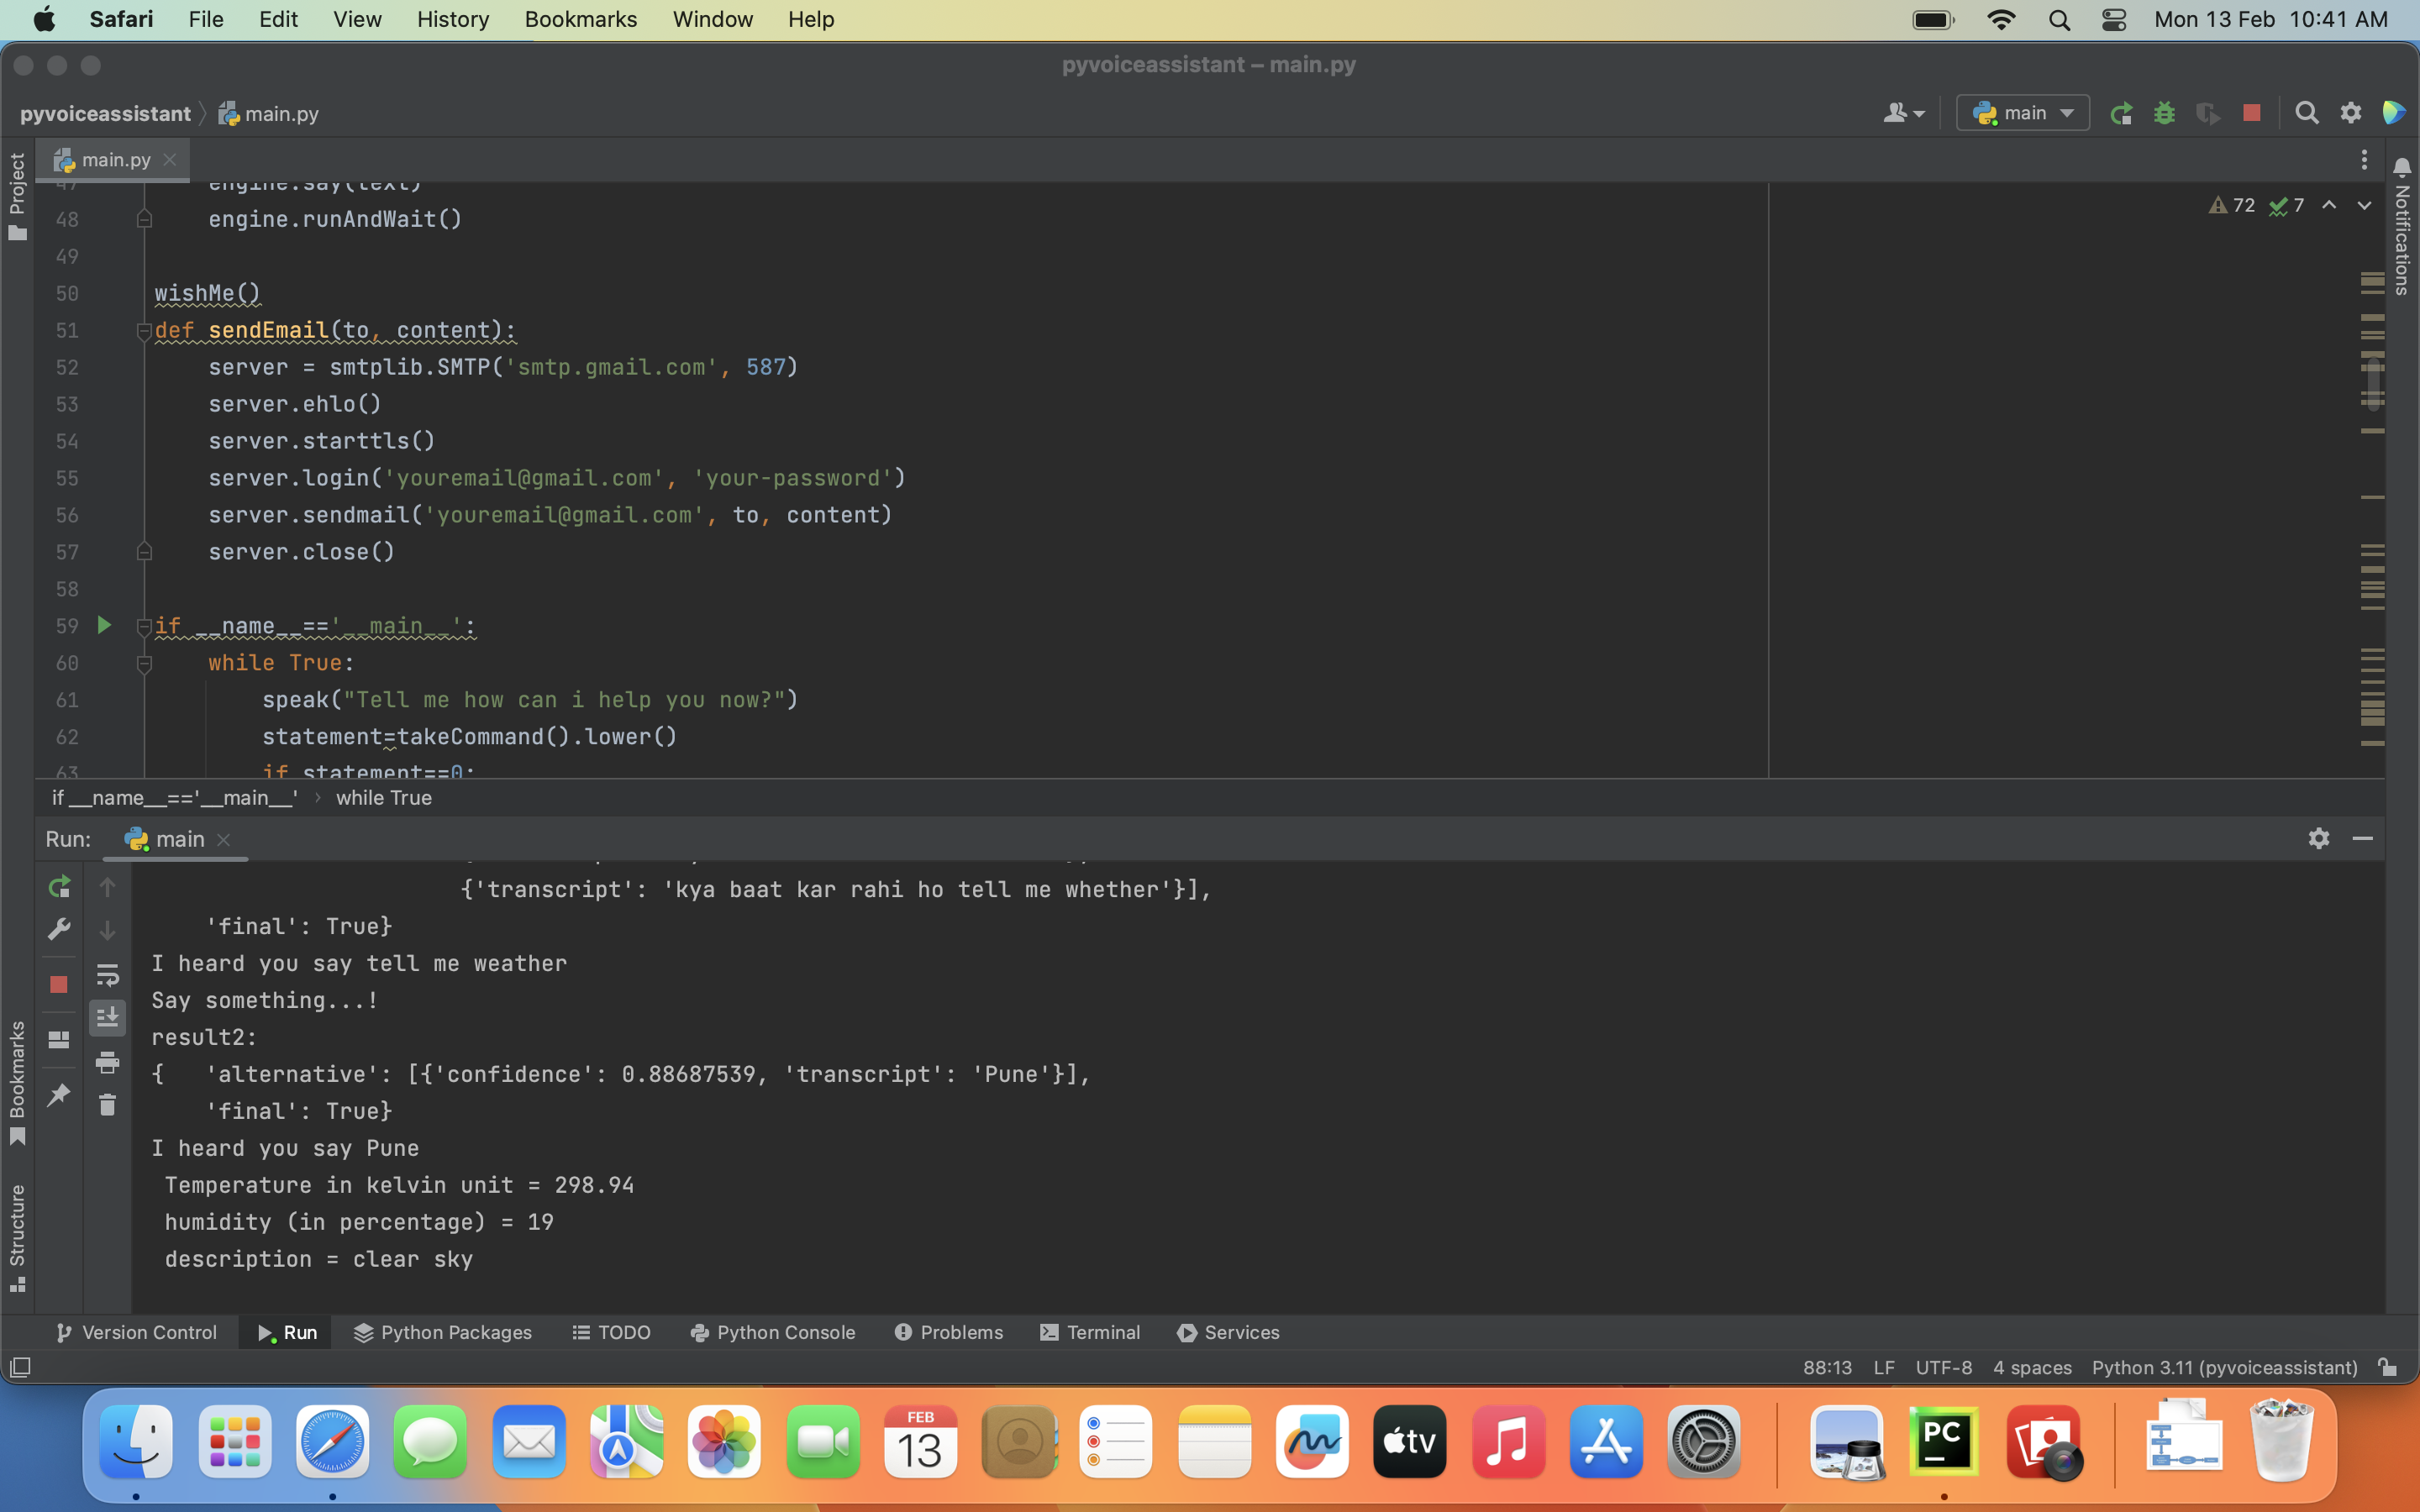 Safari File Edit View History Bookmarks Window Help Mon 13 Feb 10:41 AM
pyvoiceassistant – main.py
pyvoiceassistant main.py main
Project
main.py
Notifications
72 7
47 engine.say(text)
48 engine.runAndWait()
49
50 wishMe()
51 def sendEmail(to, content):
52 server = smtplib.SMTP('smtp.gmail.com', 587)
53 server.ehlo()
54 server.starttls()
55 server.login('youremail@gmail.com', 'your-password')
56 server.sendmail('youremail@gmail.com', to, content)
57 server.close()
58
59 if __name__=='__main__':
60 while True:
61 speak("Tell me how can i help you now?")
62 statement=takeCommand().lower()
63 if statement==0:
if __name__=='__main__' › while True
Run: main
{'transcript': 'kya baat kar rahi ho tell me whether'}],
'final': True}
I heard you say tell me weather
Say something...!
result2:
{ 'alternative': [{'confidence': 0.88687539, 'transcript': 'Pune'}],
'final': True}
I heard you say Pune
Temperature in kelvin unit = 298.94
humidity (in percentage) = 19
description = clear sky
Bookmarks
Structure
Version Control Run Python Packages TODO Python Console Problems Terminal Services
88:13 LF UTF-8 4 spaces Python 3.11 (pyvoiceassistant)
FEB
13
tv
PC